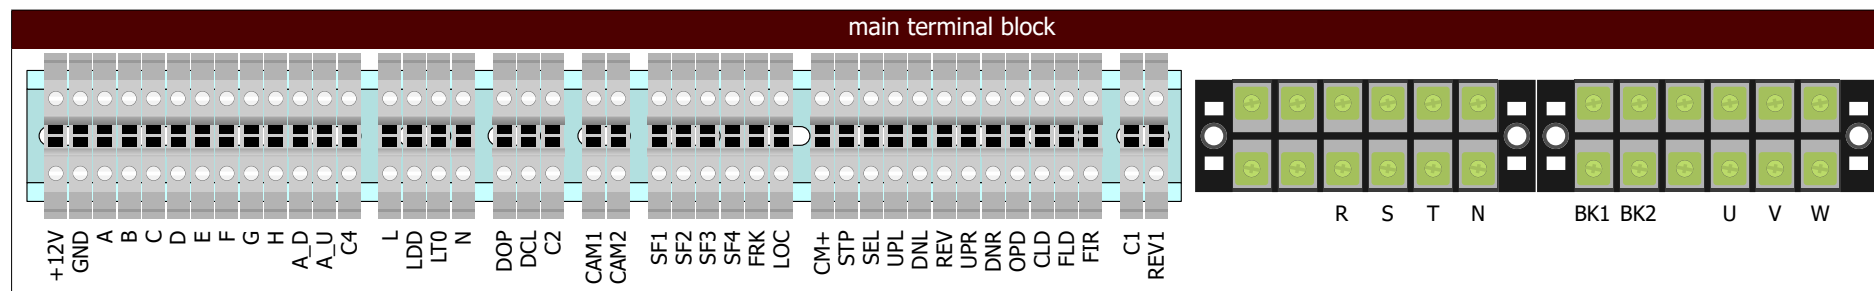 main terminal block
+12V GND A B C D E F G H A_D A_U C4 L LDD LT0 N DOP DCL C2 CAM1 CAM2 SF1 SF2 SF3 SF4 FRK LOC CM+ STP SEL UPL DNL REV UPR DNR OPD CLD FLD FIR C1 REV1 R S T N BK1 BK2 U V W